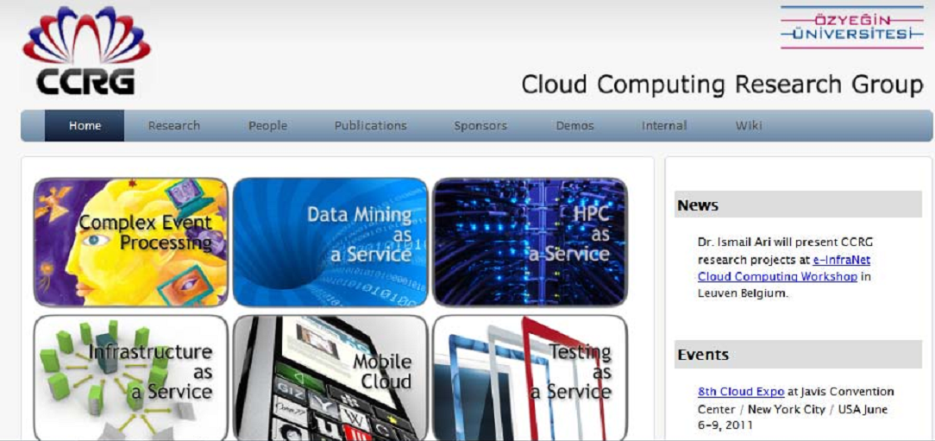 ÖZYEĞİN
ÜNİVERSİTESİ
CCRG
Cloud Computing Research Group
Home Research People Publications Sponsors Demos Internal Wiki
Complex Event
Processing
Data Mining
as
a Service
HPC
as
a Service
Infrastructure
as
a Service
Mobile
Cloud
Testing
as
a Service
News
Dr. Ismail Ari will present CCRG
research projects at e-InfraNet
Cloud Computing Workshop in
Leuven Belgium.
Events
8th Cloud Expo at Javis Convention
Center / New York City / USA June
6-9, 2011